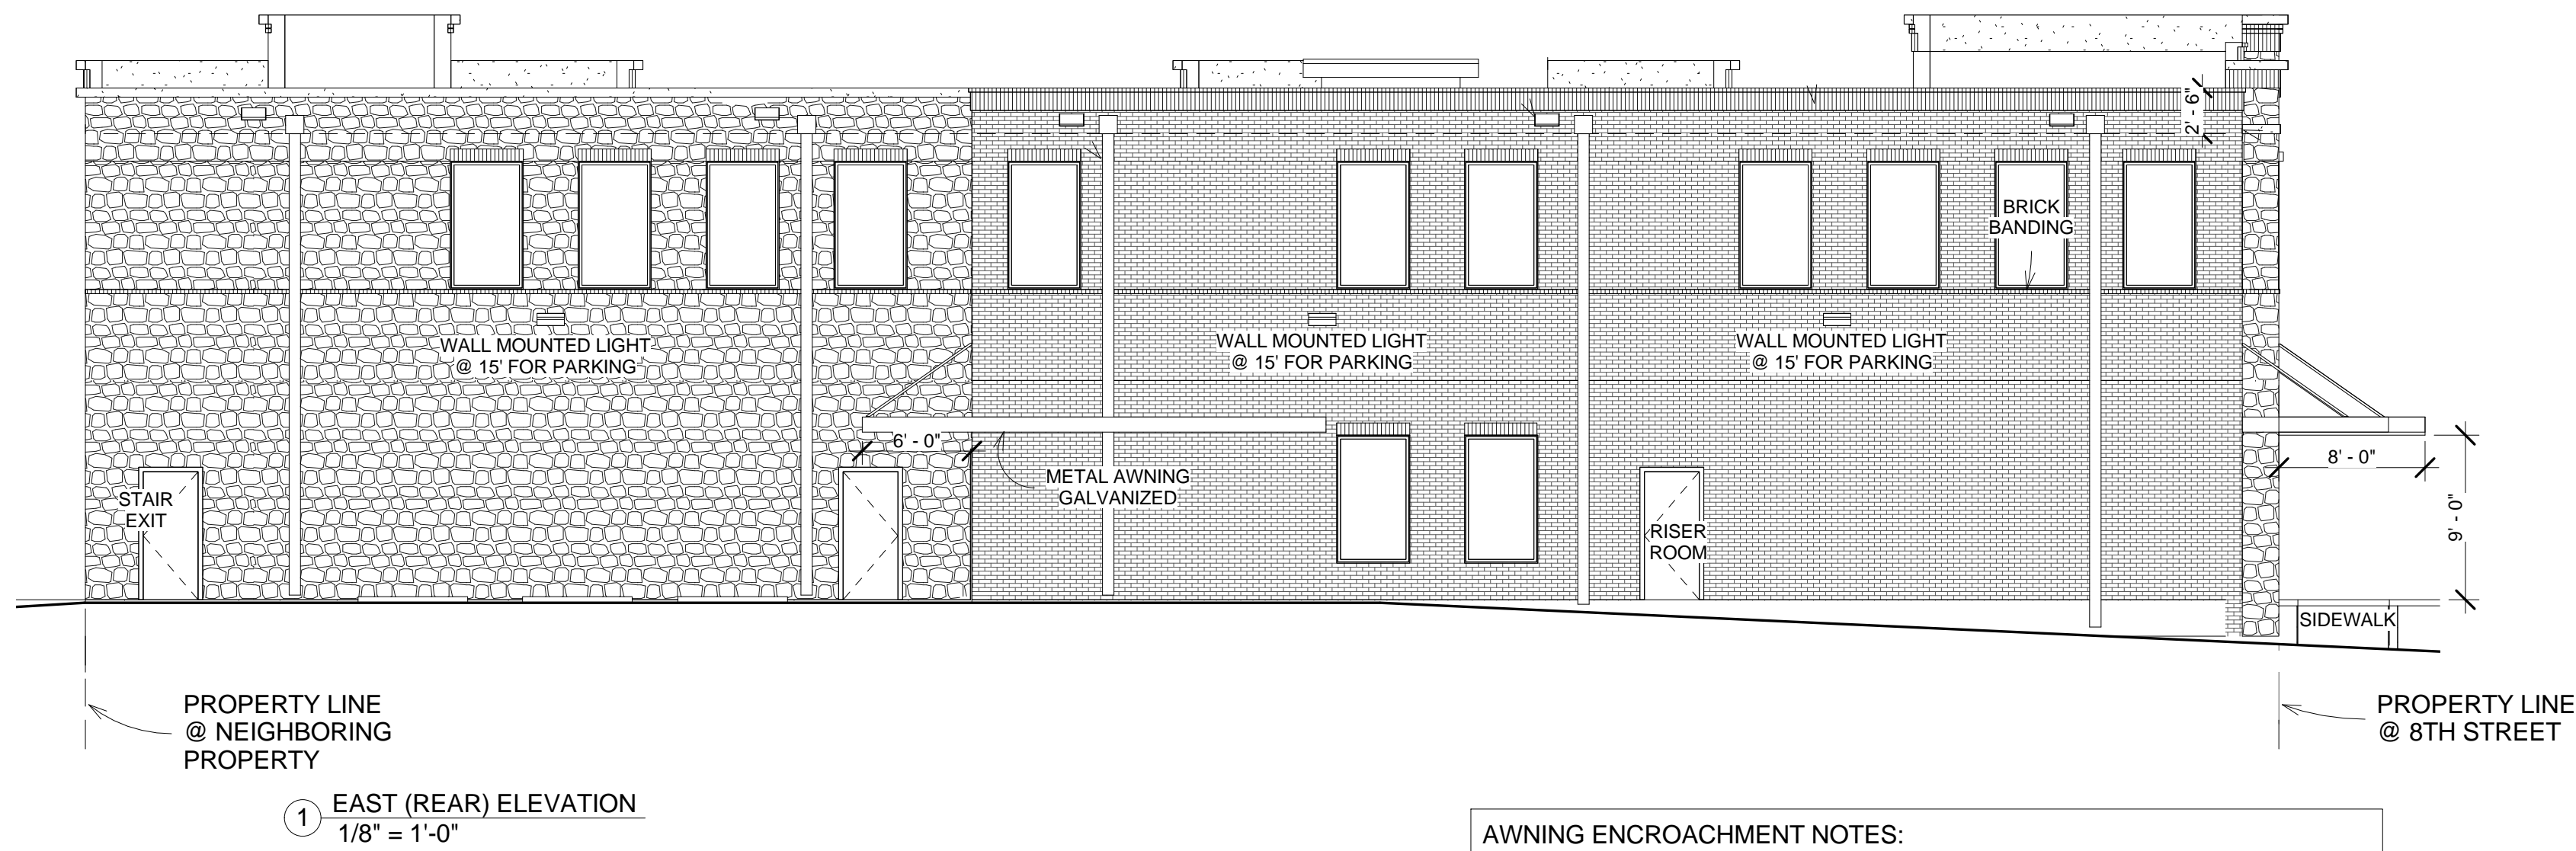 2' - 6"
BRICK
BANDING
WALL MOUNTED LIGHT
@ 15' FOR PARKING
WALL MOUNTED LIGHT
@ 15' FOR PARKING
WALL MOUNTED LIGHT
@ 15' FOR PARKING
6' - 0"
METAL AWNING
GALVANIZED
8' - 0"
9' - 0"
STAIR
EXIT
RISER
ROOM
SIDEWALK
PROPERTY LINE
@ NEIGHBORING
PROPERTY
PROPERTY LINE
@ 8TH STREET
1 EAST (REAR) ELEVATION
1/8" = 1'-0"
AWNING ENCROACHMENT NOTES: